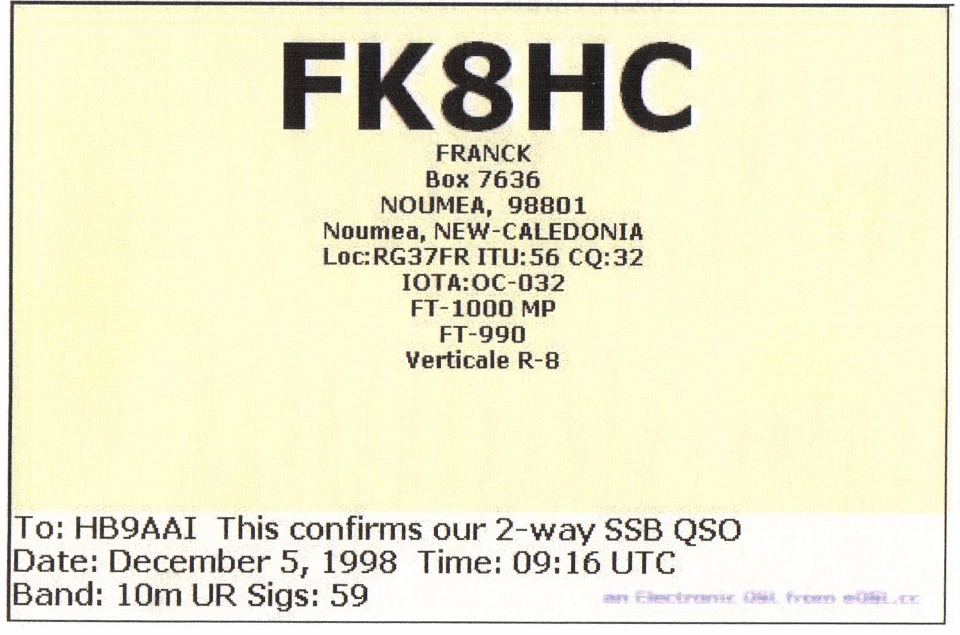 FK8HC
FRANCK
Box 7636
NOUMEA, 98801
Noumea, NEW-CALEDONIA
Loc:RG37FR ITU:56 CQ:32
IOTA:OC-032
FT-1000 MP
FT-990
Verticale R-8
To: HB9AAI This confirms our 2-way SSB QSO
Date: December 5, 1998 Time: 09:16 UTC
Band: 10m UR Sigs: 59
an Electronic QSL from eQSL.cc